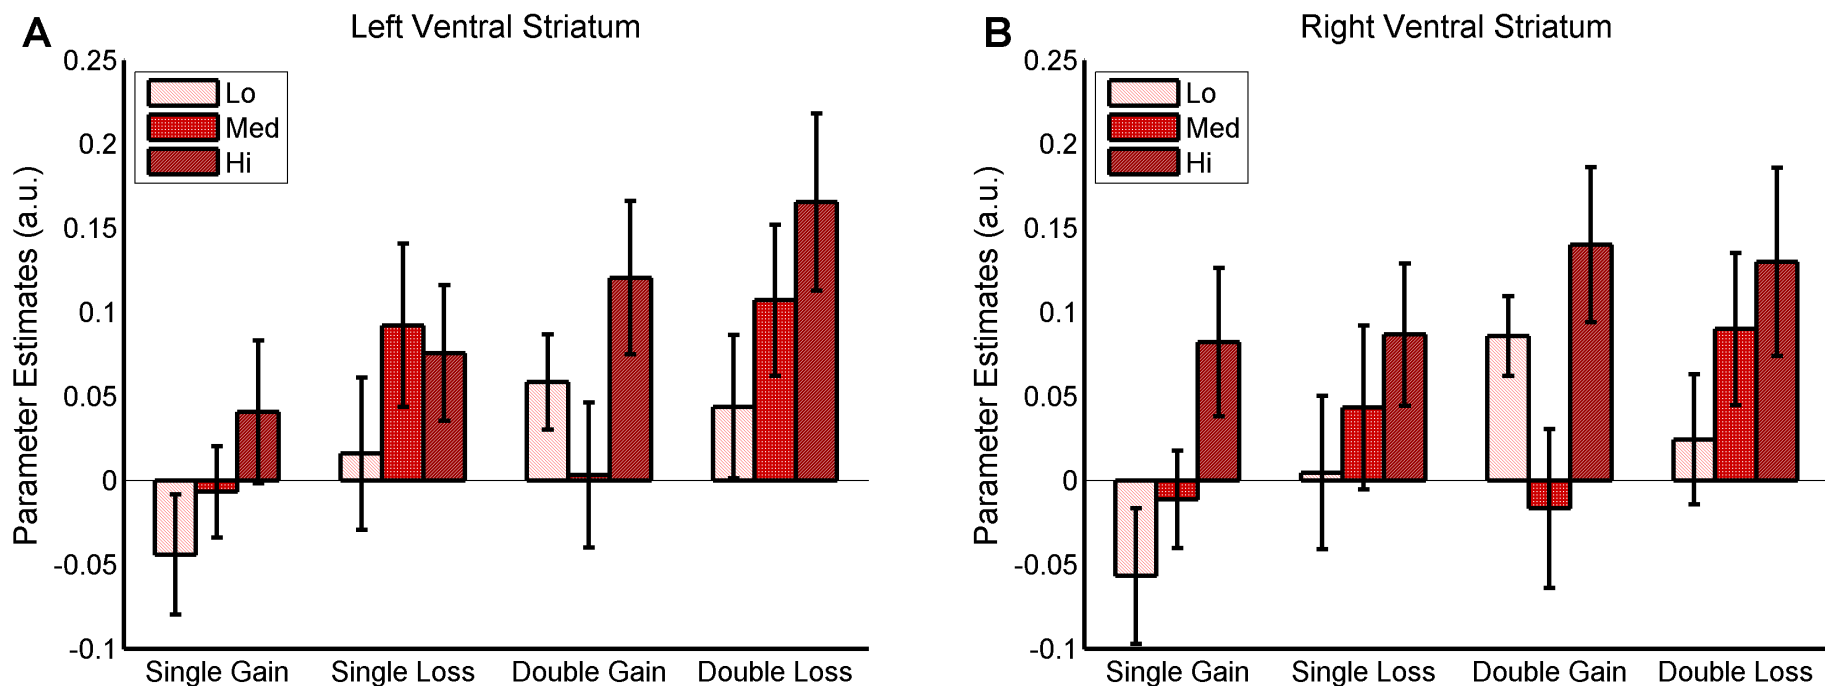 A
Left Ventral Striatum
Parameter Estimates (a.u.)
0.25
0.2
0.15
0.1
0.05
0
-0.05
-0.1
Lo
Med
Hi
Single Gain
Single Loss
Double Gain
Double Loss
B
Right Ventral Striatum
Parameter Estimates (a.u.)
0.25
0.2
0.15
0.1
0.05
0
-0.05
-0.1
Lo
Med
Hi
Single Gain
Single Loss
Double Gain
Double Loss